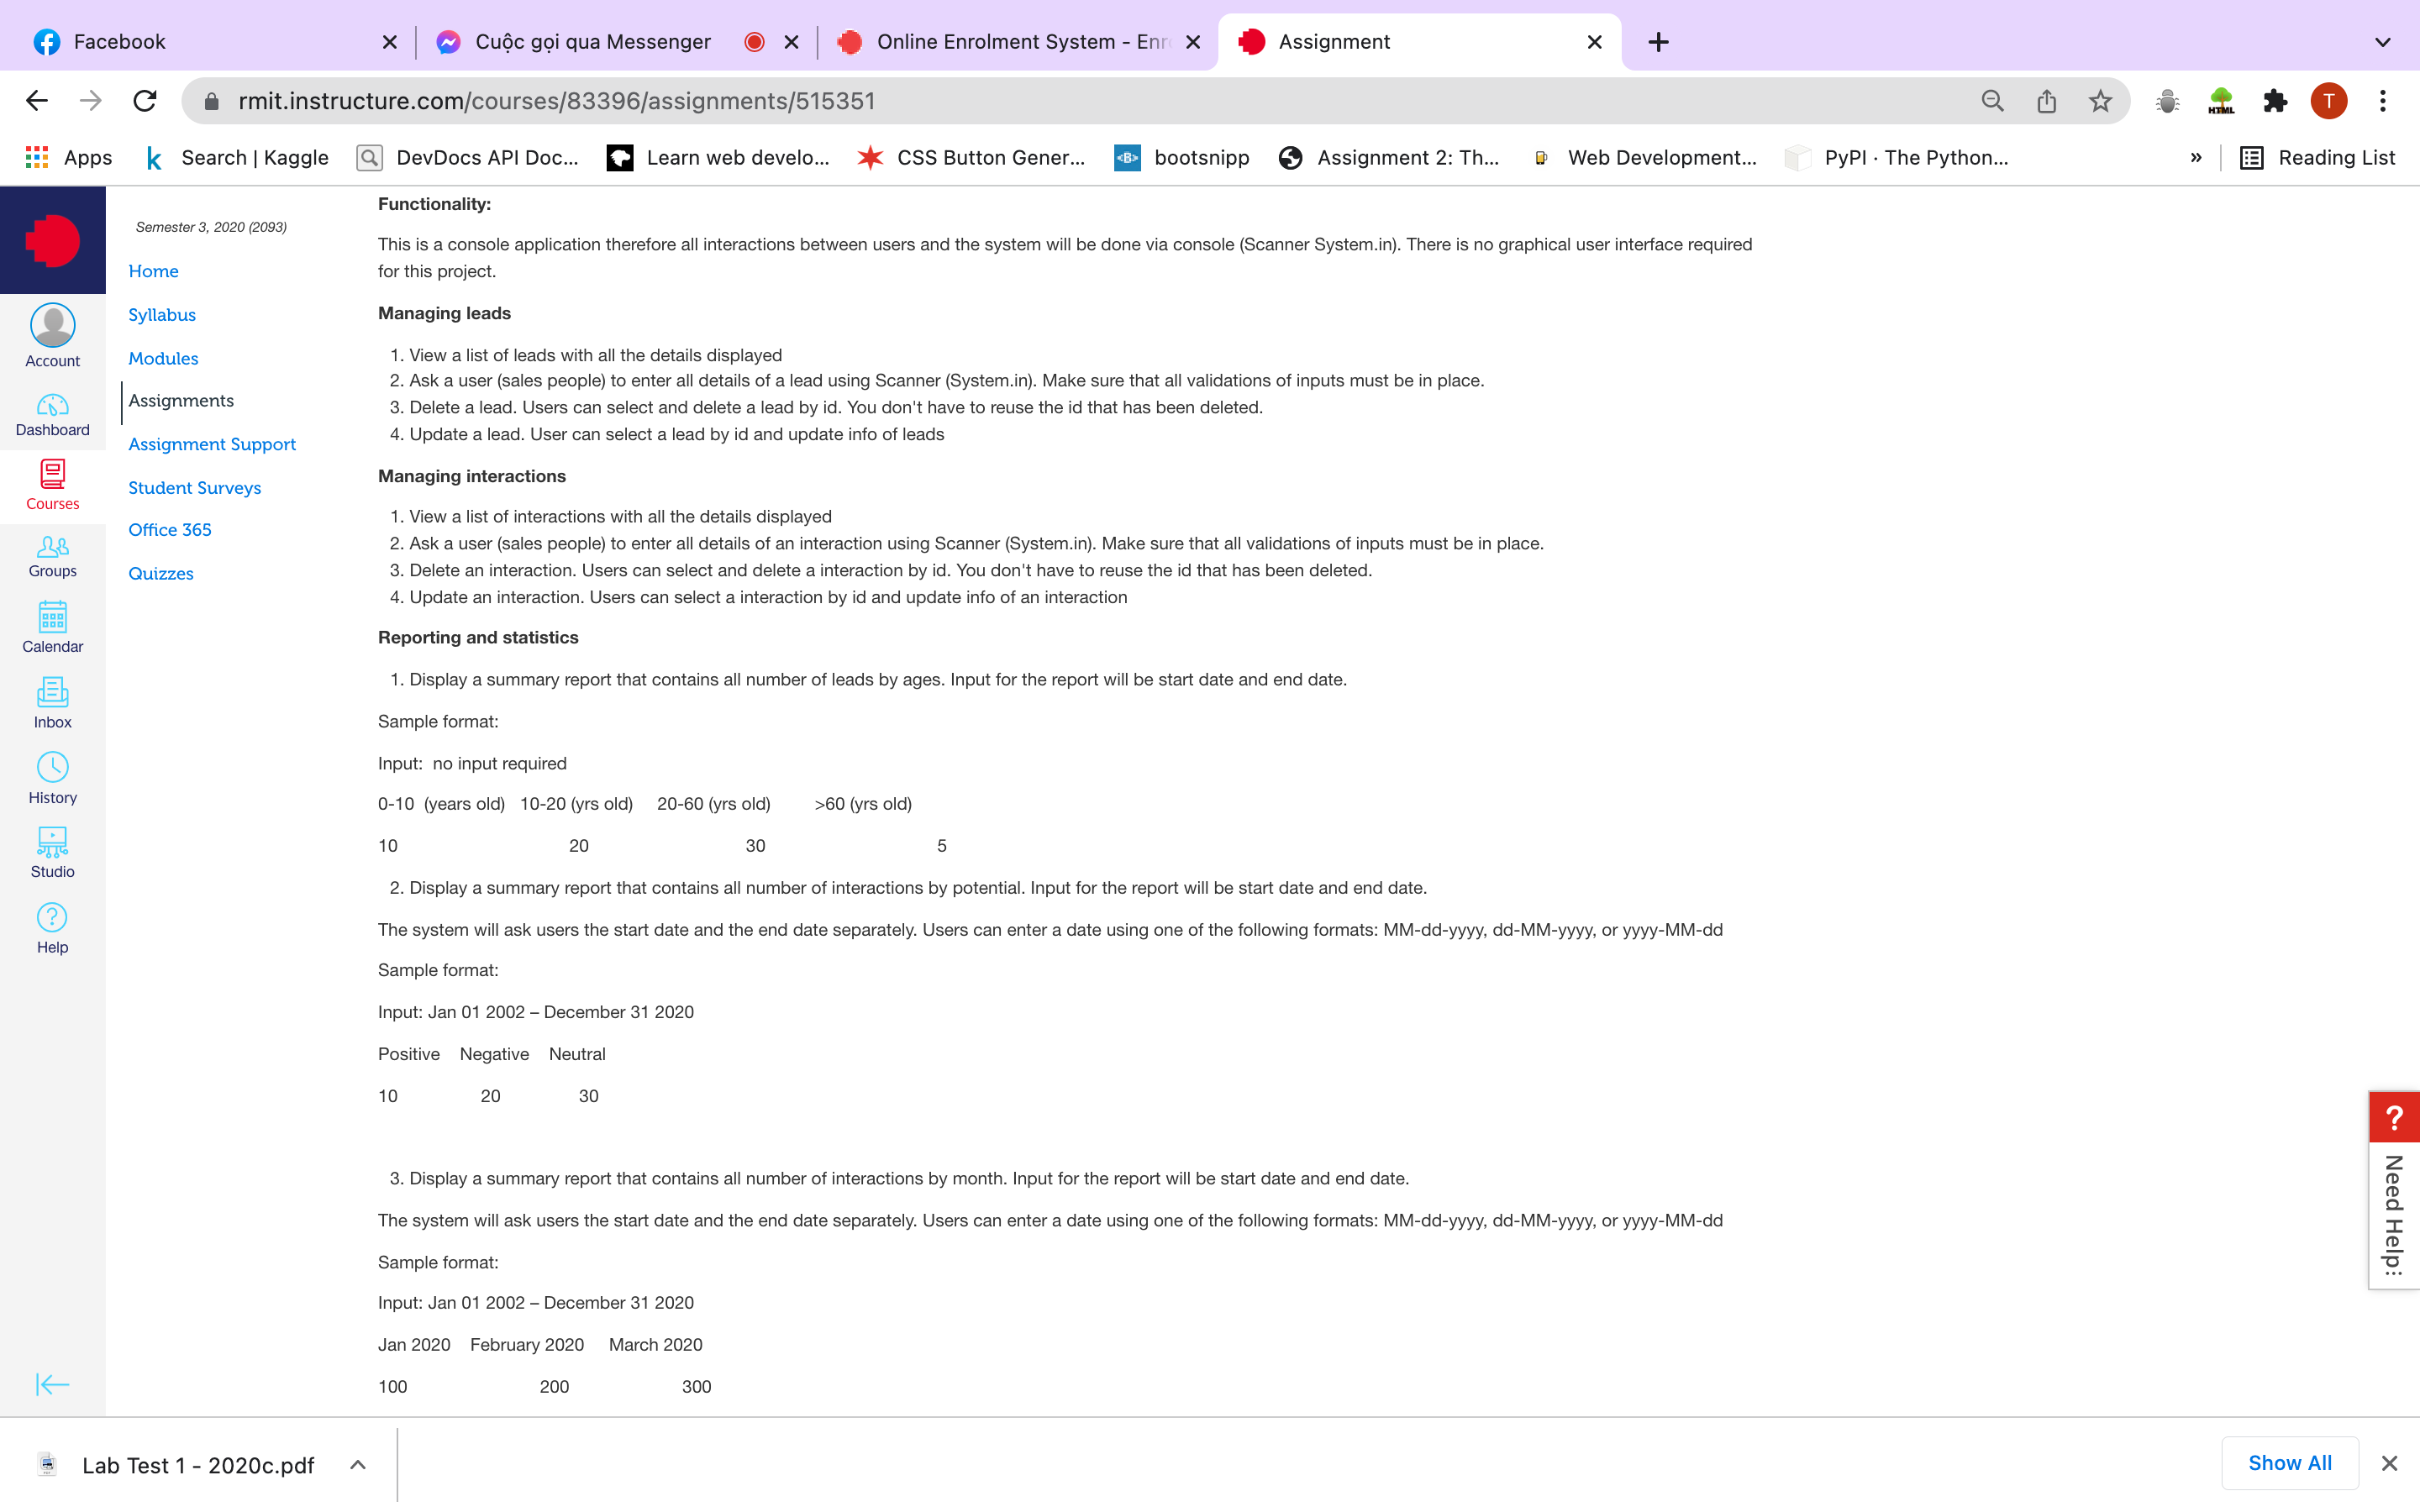 Facebook
Cuộc gọi qua Messenger
Online Enrolment System - Enr
Assignment
rmit.instructure.com/courses/83396/assignments/515351
T
Apps
Search | Kaggle
DevDocs API Doc...
Learn web develo...
CSS Button Gener...
bootsnipp
Assignment 2: Th...
Web Development...
PyPI · The Python...
»
Reading List
Semester 3, 2020 (2093)
Home
Syllabus
Modules
Assignments
Assignment Support
Student Surveys
Office 365
Quizzes
Account
Dashboard
Courses
Groups
Calendar
Inbox
History
Studio
Help
Functionality:
This is a console application therefore all interactions between users and the system will be done via console (Scanner System.in). There is no graphical user interface required
for this project.
Managing leads
1. View a list of leads with all the details displayed
2. Ask a user (sales people) to enter all details of a lead using Scanner (System.in). Make sure that all validations of inputs must be in place.
3. Delete a lead. Users can select and delete a lead by id. You don't have to reuse the id that has been deleted.
4. Update a lead. User can select a lead by id and update info of leads
Managing interactions
1. View a list of interactions with all the details displayed
2. Ask a user (sales people) to enter all details of an interaction using Scanner (System.in). Make sure that all validations of inputs must be in place.
3. Delete an interaction. Users can select and delete a interaction by id. You don't have to reuse the id that has been deleted.
4. Update an interaction. Users can select a interaction by id and update info of an interaction
Reporting and statistics
1. Display a summary report that contains all number of leads by ages. Input for the report will be start date and end date.
Sample format:
Input:  no input required
0-10  (years old)   10-20 (yrs old)     20-60 (yrs old)         >60 (yrs old)
10     20     30     5
2. Display a summary report that contains all number of interactions by potential. Input for the report will be start date and end date.
The system will ask users the start date and the end date separately. Users can enter a date using one of the following formats: MM-dd-yyyy, dd-MM-yyyy, or yyyy-MM-dd
Sample format:
Input: Jan 01 2002 – December 31 2020
Positive    Negative    Neutral
10     20     30
3. Display a summary report that contains all number of interactions by month. Input for the report will be start date and end date.
The system will ask users the start date and the end date separately. Users can enter a date using one of the following formats: MM-dd-yyyy, dd-MM-yyyy, or yyyy-MM-dd
Sample format:
Input: Jan 01 2002 – December 31 2020
Jan 2020    February 2020     March 2020
100     200     300
?
Need Help::
Lab Test 1 - 2020c.pdf
Show All